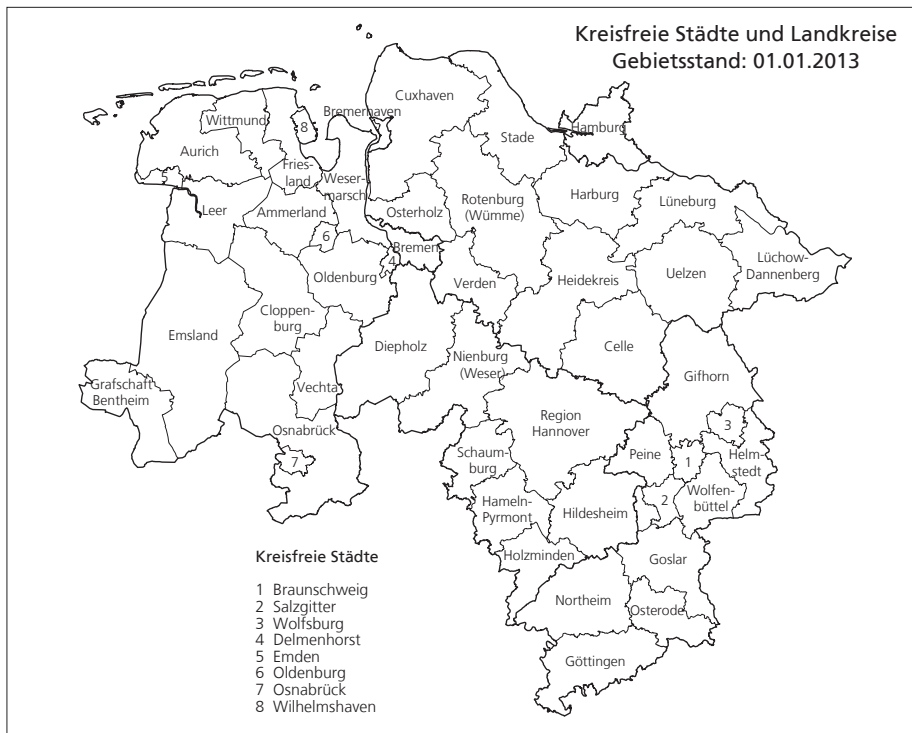 Kreisfreie Städte und Landkreise
Gebietsstand: 01.01.2013
Cuxhaven
Bremerhaven
Wittmund
8
Stade
Hamburg
Aurich
Fries-
land
5
Weser-
marsch
Harburg
Lüneburg
Leer
Ammerland
Osterholz
Rotenburg
(Wümme)
6
Bremen
4
Oldenburg
Verden
Heidekreis
Uelzen
Lüchow-
Dannenberg
Cloppen-
burg
Emsland
Diepholz
Nienburg
(Weser)
Celle
Gifhorn
Grafschaft
Bentheim
Vechta
Region
Hannover
3
Osnabrück
7
Schaum-
burg
Peine
1
Helm-
stedt
Hameln-
Pyrmont
Hildesheim
2
Wolfen-
büttel
Holzminden
Goslar
Northeim
Osterode
Göttingen
Kreisfreie Städte
1 Braunschweig
2 Salzgitter
3 Wolfsburg
4 Delmenhorst
5 Emden
6 Oldenburg
7 Osnabrück
8 Wilhelmshaven